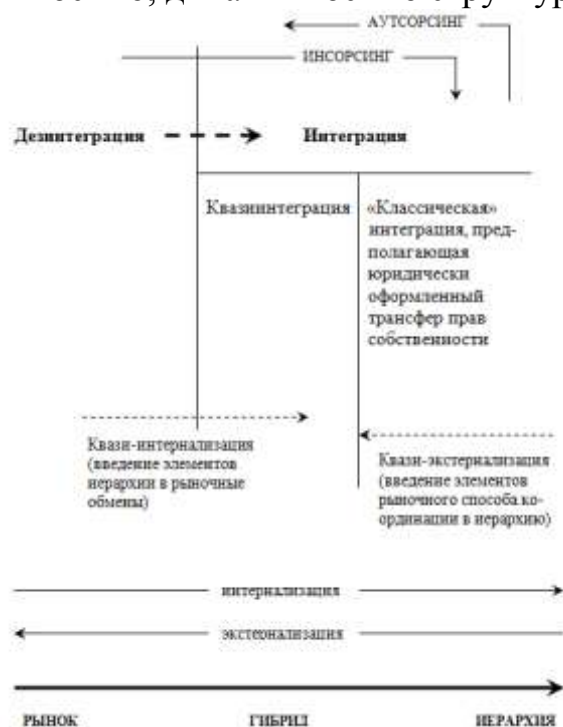 АУТСОРСИНГ
ИНСОРСИНГ
Дезинтеграция
Интеграция
Квазиинтеграция
«Классическая»
интеграция, пред-
полагающая
юридически
оформленный
трансфер прав
собственности
Квази-интернализация
(введение элементов
иерархии в рыночные
обмены)
Квази-экстернализация
(введение элементов
рыночного способа ко-
ординации в иерархию)
интернализация
экстернализация
РЫНОК
ГИБРИД
ИЕРАРХИЯ